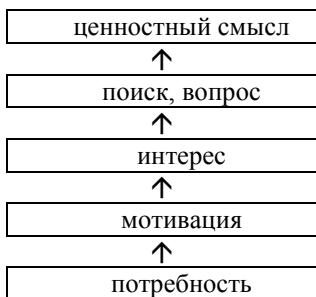 ценностный смысл
поиск, вопрос
интерес
мотивация
потребность